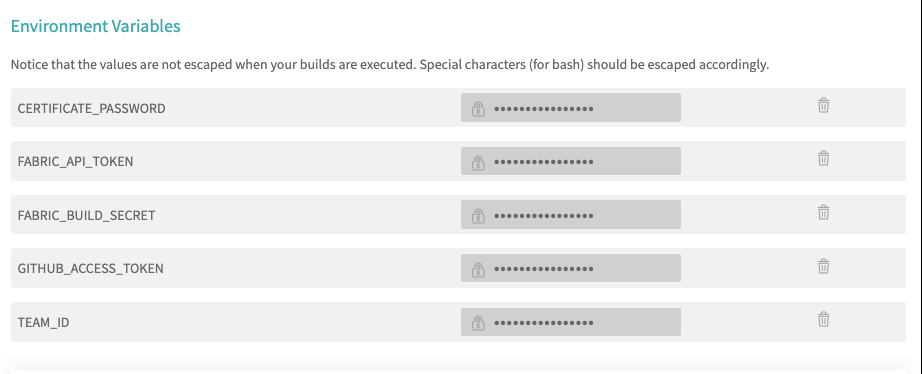 Environment Variables
Notice that the values are not escaped when your builds are executed. Special characters (for bash) should be escaped accordingly.
CERTIFICATE_PASSWORD ••••••••••••••••
FABRIC_API_TOKEN ••••••••••••••••
FABRIC_BUILD_SECRET ••••••••••••••••
GITHUB_ACCESS_TOKEN ••••••••••••••••
TEAM_ID ••••••••••••••••